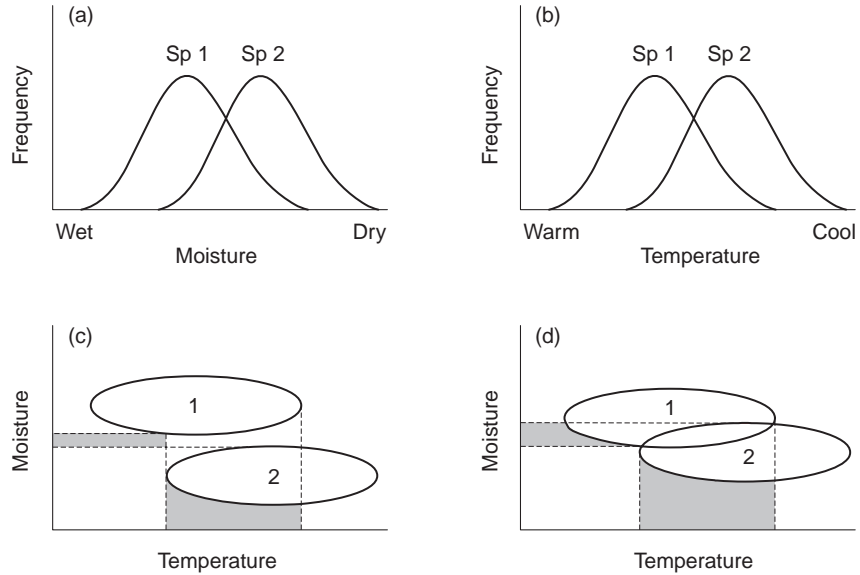 (a)
Sp 1 Sp 2
Frequency
Wet Dry
Moisture
(b)
Sp 1 Sp 2
Frequency
Warm Cool
Temperature
(c)
1
2
Moisture
Temperature
(d)
1
2
Moisture
Temperature